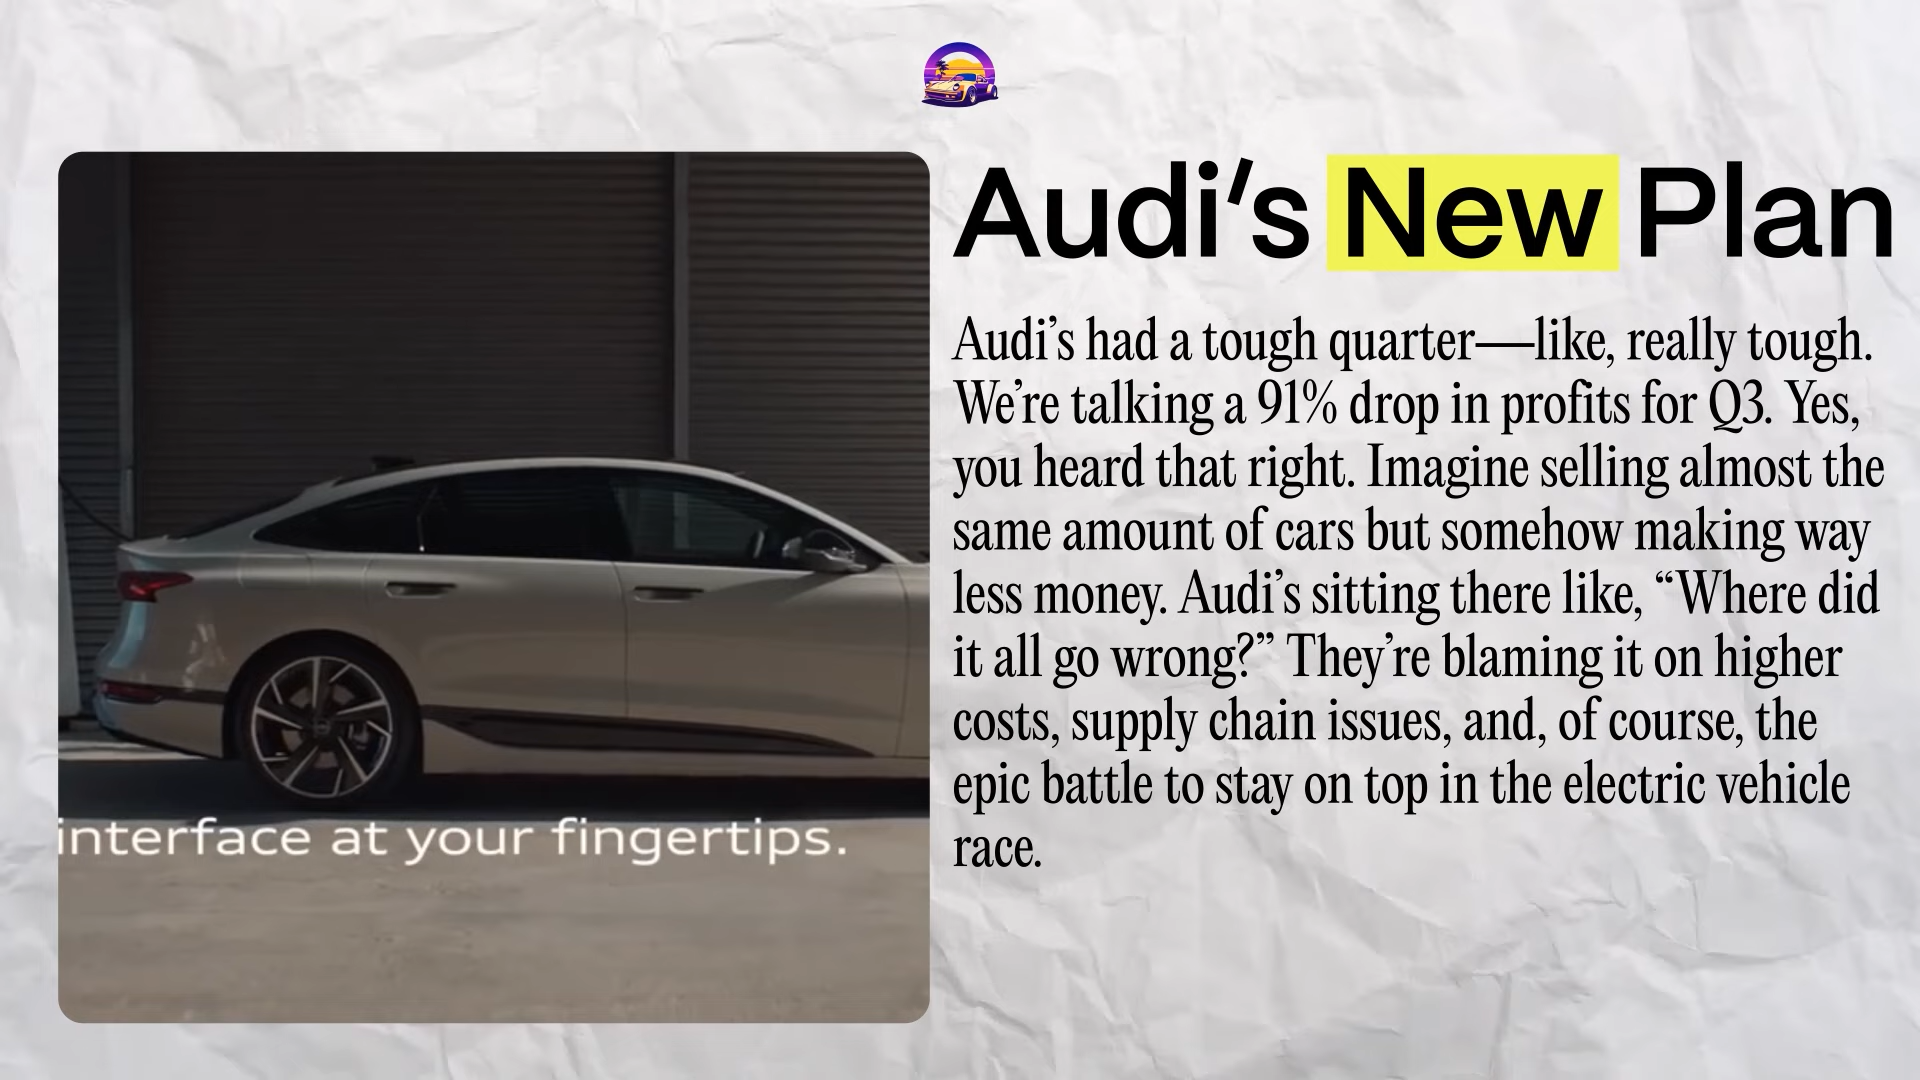 Audi’s New Plan
Audi’s had a tough quarter—like, really tough.
We’re talking a 91% drop in profits for Q3. Yes,
you heard that right. Imagine selling almost the
same amount of cars but somehow making way
less money. Audi’s sitting there like, “Where did
it all go wrong?” They’re blaming it on higher
costs, supply chain issues, and, of course, the
epic battle to stay on top in the electric vehicle
race.
interface at your fingertips.